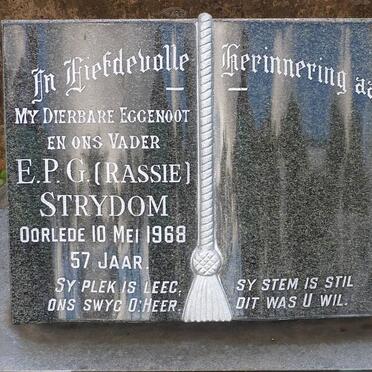 In Liefdevolle Herinnering aa
My Dierbare Eggenoot
en ons Vader
E.P.G. (Rassie)
Strydom
Oorlede 10 Mei 1968
57 Jaar.
Sy plek is leeg, sy stem is stil
Ons swyg O'Heer, dit was U wil.